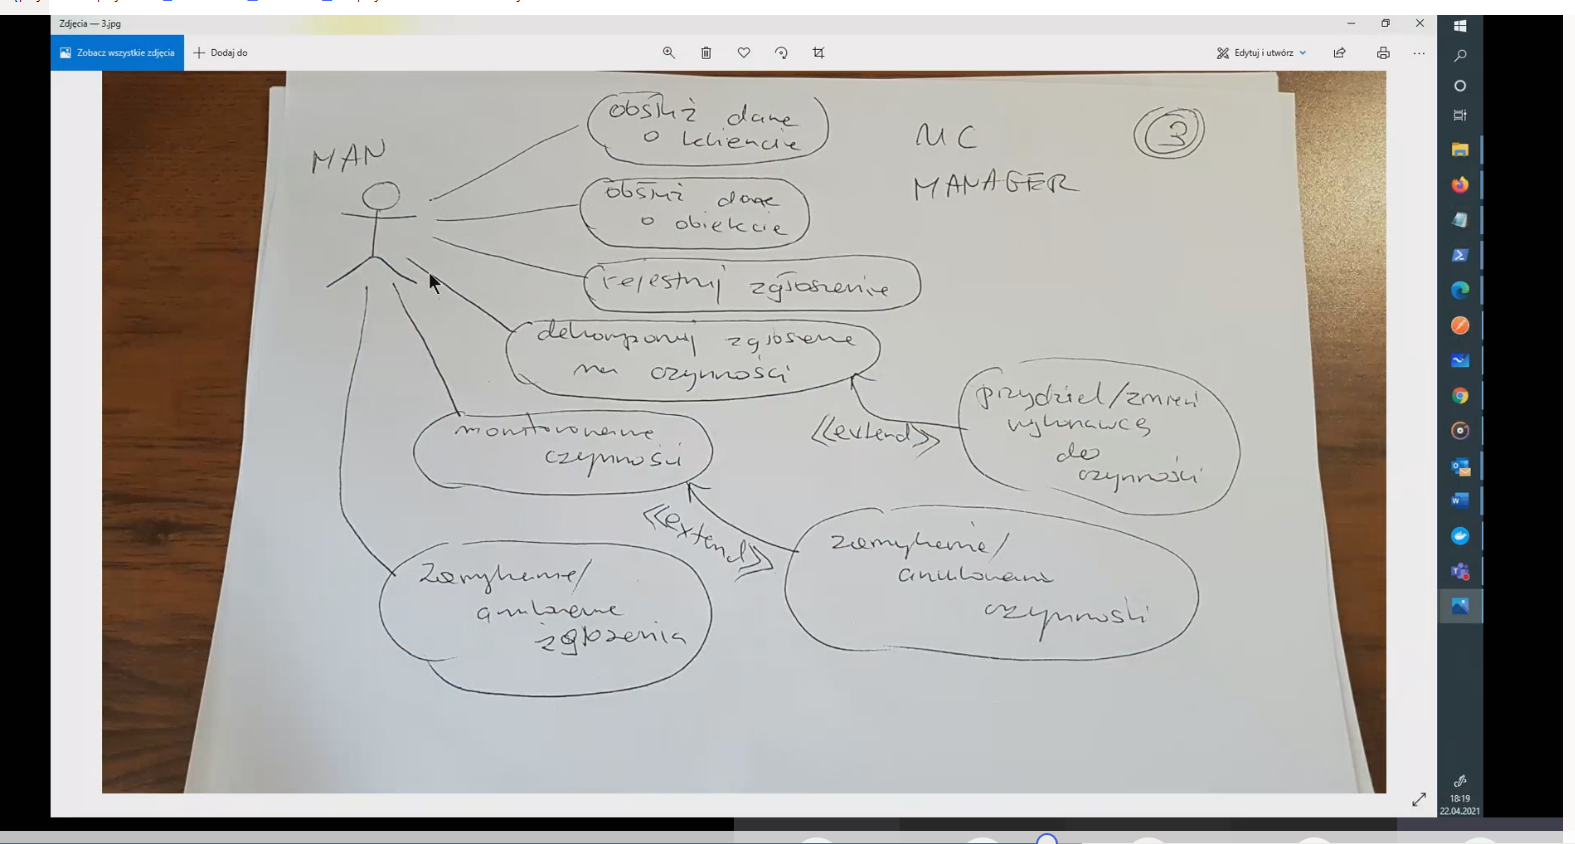 Zdjęcia — 3.jpg
Zobacz wszystkie zdjęcia
Dodaj do
Edytuj i utwórz
MAN
obsłuż dane
o kliencie
MC
MANAGER
3
obsłuż dane
o obiekcie
rejestruj zgłoszenie
dekomponuj zgłoszenie
na czynności
przydziel/zmień
wykonawcę
do
czynności
<<extend>>
monitorowanie
czynności
<<extend>>
zamykanie/
anulowanie
czynności
Zamykanie/
anulowanie
zgłoszenia
18:19
22.04.2021